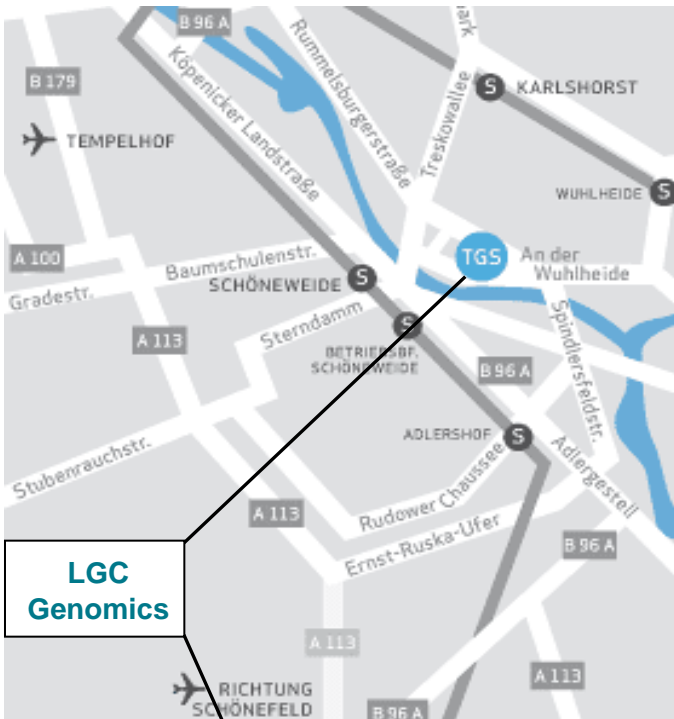 B 96 A
park
B 179
Köpenicker Landstraße
Rummelsburgerstraße
Treskowallee
S
KARLSHORST
TEMPELHOF
WUHLHEIDE
S
A 100
Baumschulenstr.
TGS
An der
Wuhlheide
Gradestr.
SCHÖNEWEIDE
S
A 113
Sterndamm
S
BETRIEBSBF.
SCHÖNEWEIDE
Spindlersfeldstr.
B 96 A
ADLERSHOF
S
Stubenrauchstr.
Adlergestell
A 113
Rudower Chaussee
Ernst-Ruska-Ufer
B 96 A
LGC
Genomics
A 113
A 113
RICHTUNG
SCHÖNEFELD
B 96 A